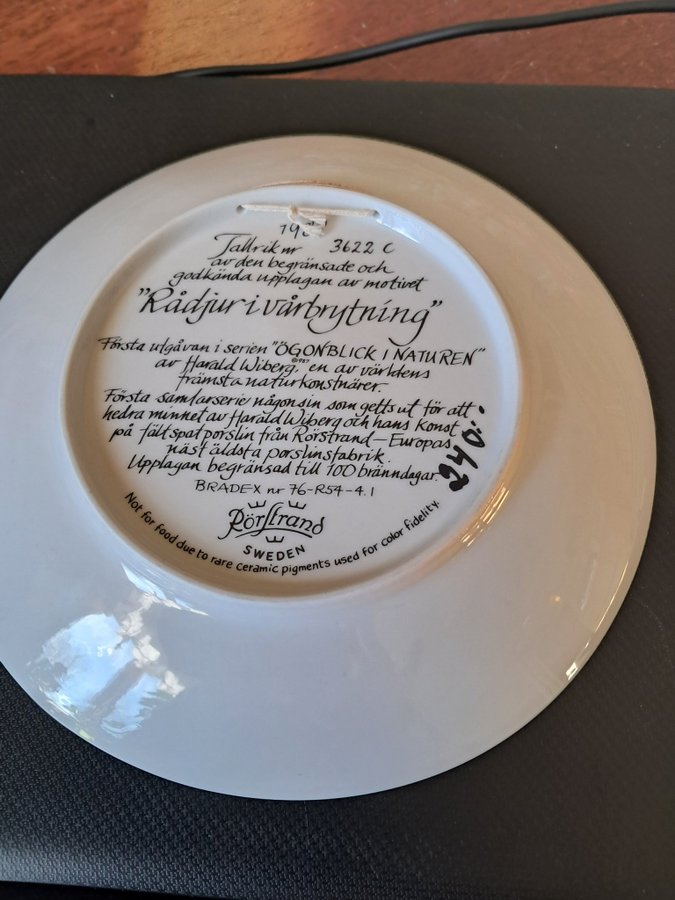 Tallrik nr 3622 C
av den begränsade och
godkända upplagan av motivet
"Rådjur i vårbrytning"
Första utgåvan i serien "ÖGONBLICK I NATUREN"
av Harald Wiberg, ©1987 en av världens
främsta naturkonstnärer.
Första samlarserie någonsin som getts ut för att
hedra minnet av Harald Wiberg och hans konst
på fältspatporslin från Rörstrand – Europas
näst äldsta porslinsfabrik.
Upplagan begränsad till 100 bränndagar.
240:-
BRADEX nr 76-R54-4.1
Rörstrand
SWEDEN
Not for food due to rare ceramic pigments used for color fidelity.